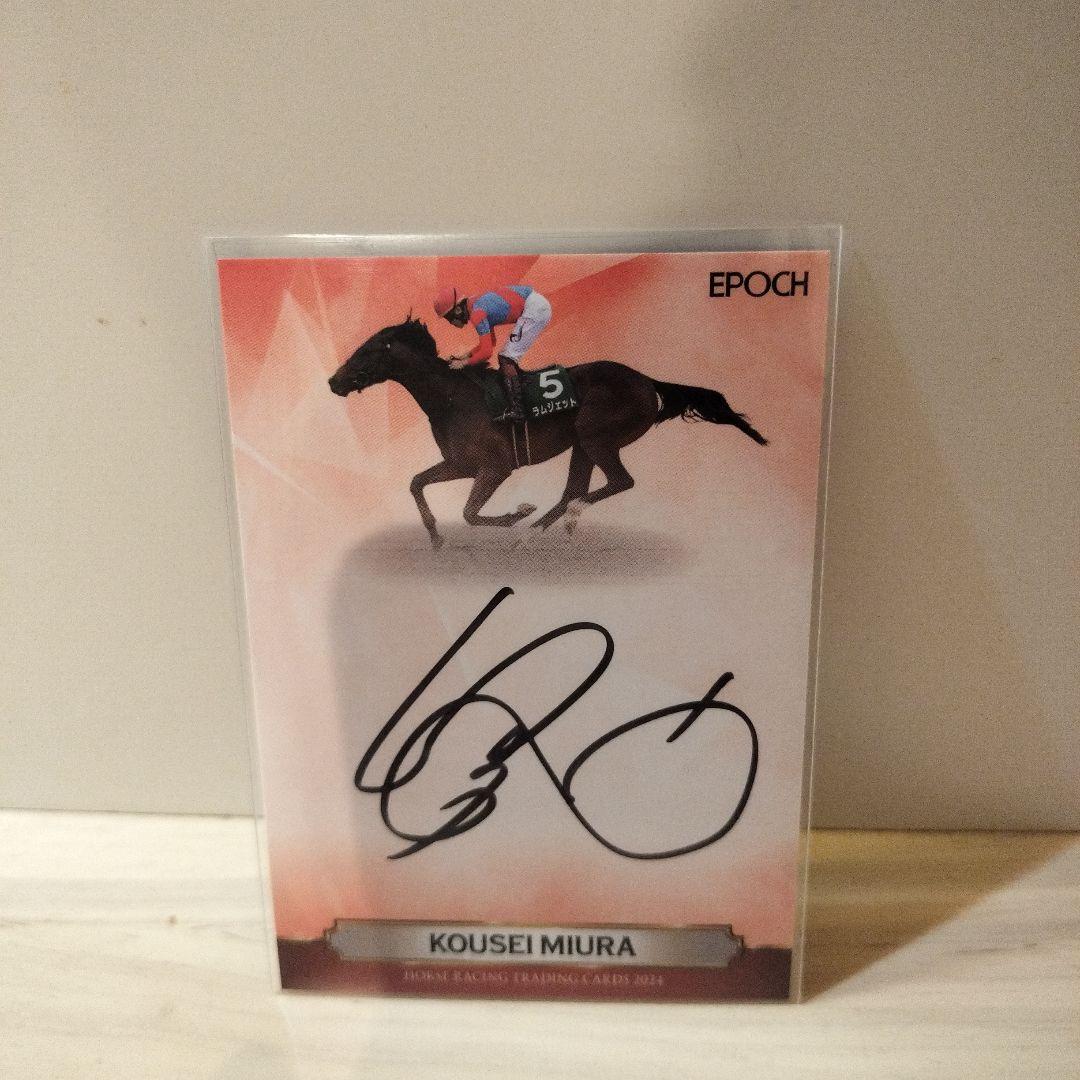 EPOCH
5
ラムジェット
KOUSEI MIURA
HORSE RACING TRADING CARDS 2024